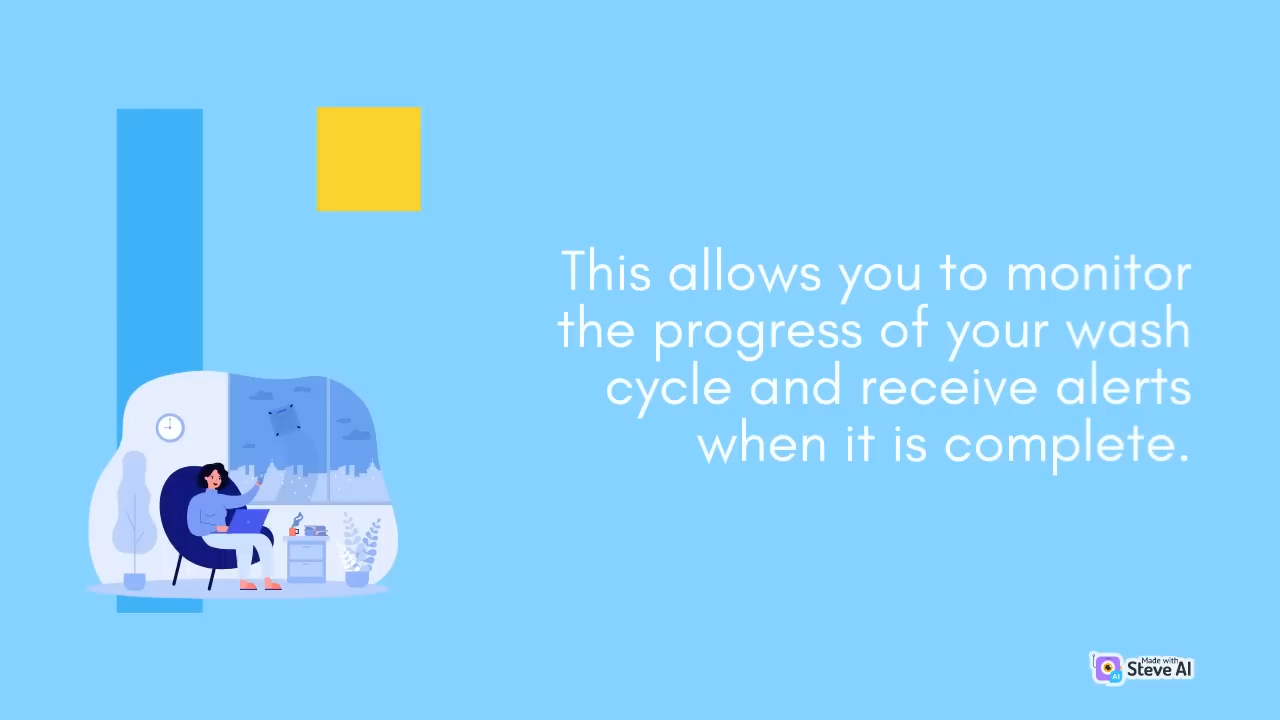 This allows you to monitor
the progress of your wash
cycle and receive alerts
when it is complete.
Made with
Steve AI
AI